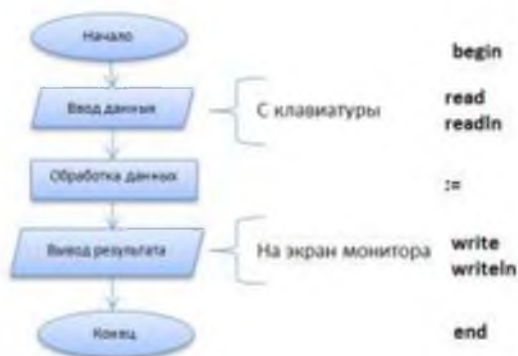 Начало
begin
Ввод данных
С клавиатуры
read
readln
Обработка данных
:=
Вывод результата
На экран монитора
write
writeln
Конец
end